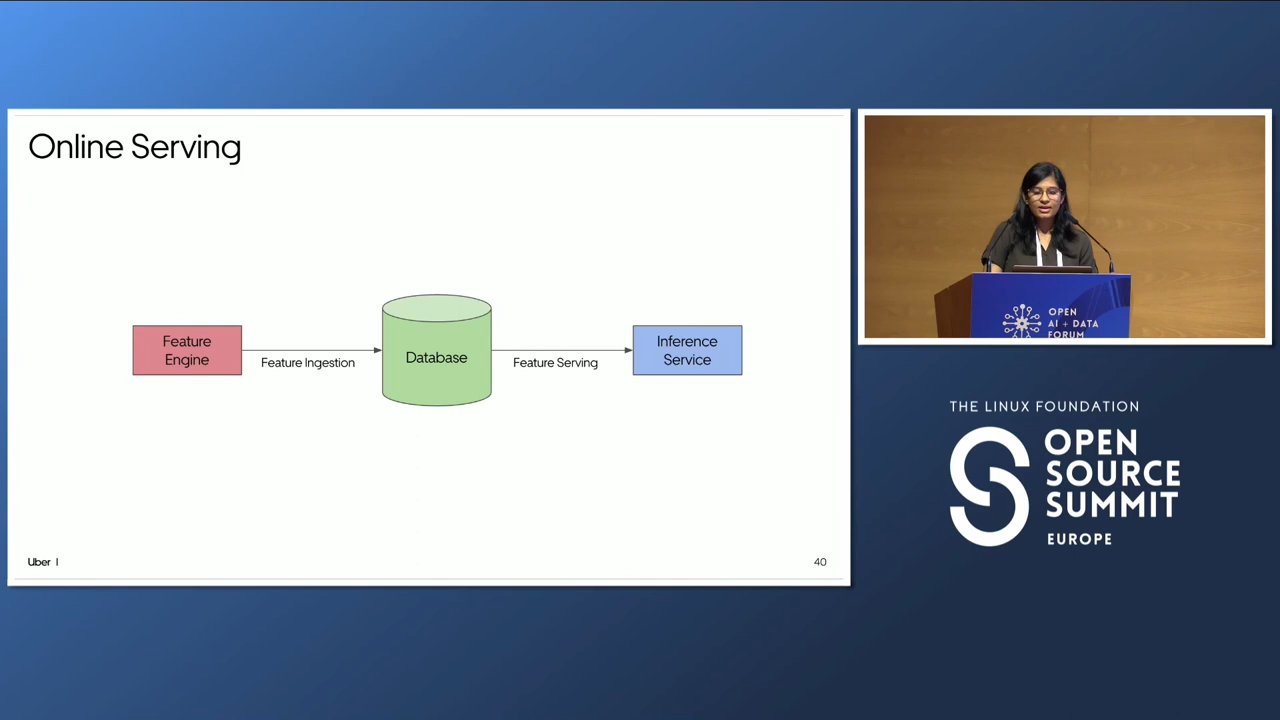 Online Serving
Feature
Engine
Feature Ingestion
Database
Feature Serving
Inference
Service
Uber |
40
OPEN
AI + DATA
FORUM
THE LINUX FOUNDATION
OPEN
SOURCE
SUMMIT
EUROPE